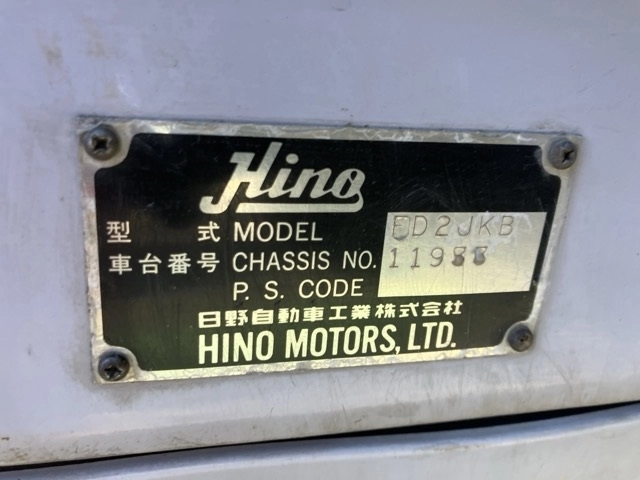 Hino
型 式 MODEL FD2JKB
車台番号 CHASSIS NO. 11988
P. S. CODE
日野自動車工業株式会社
HINO MOTORS, LTD.